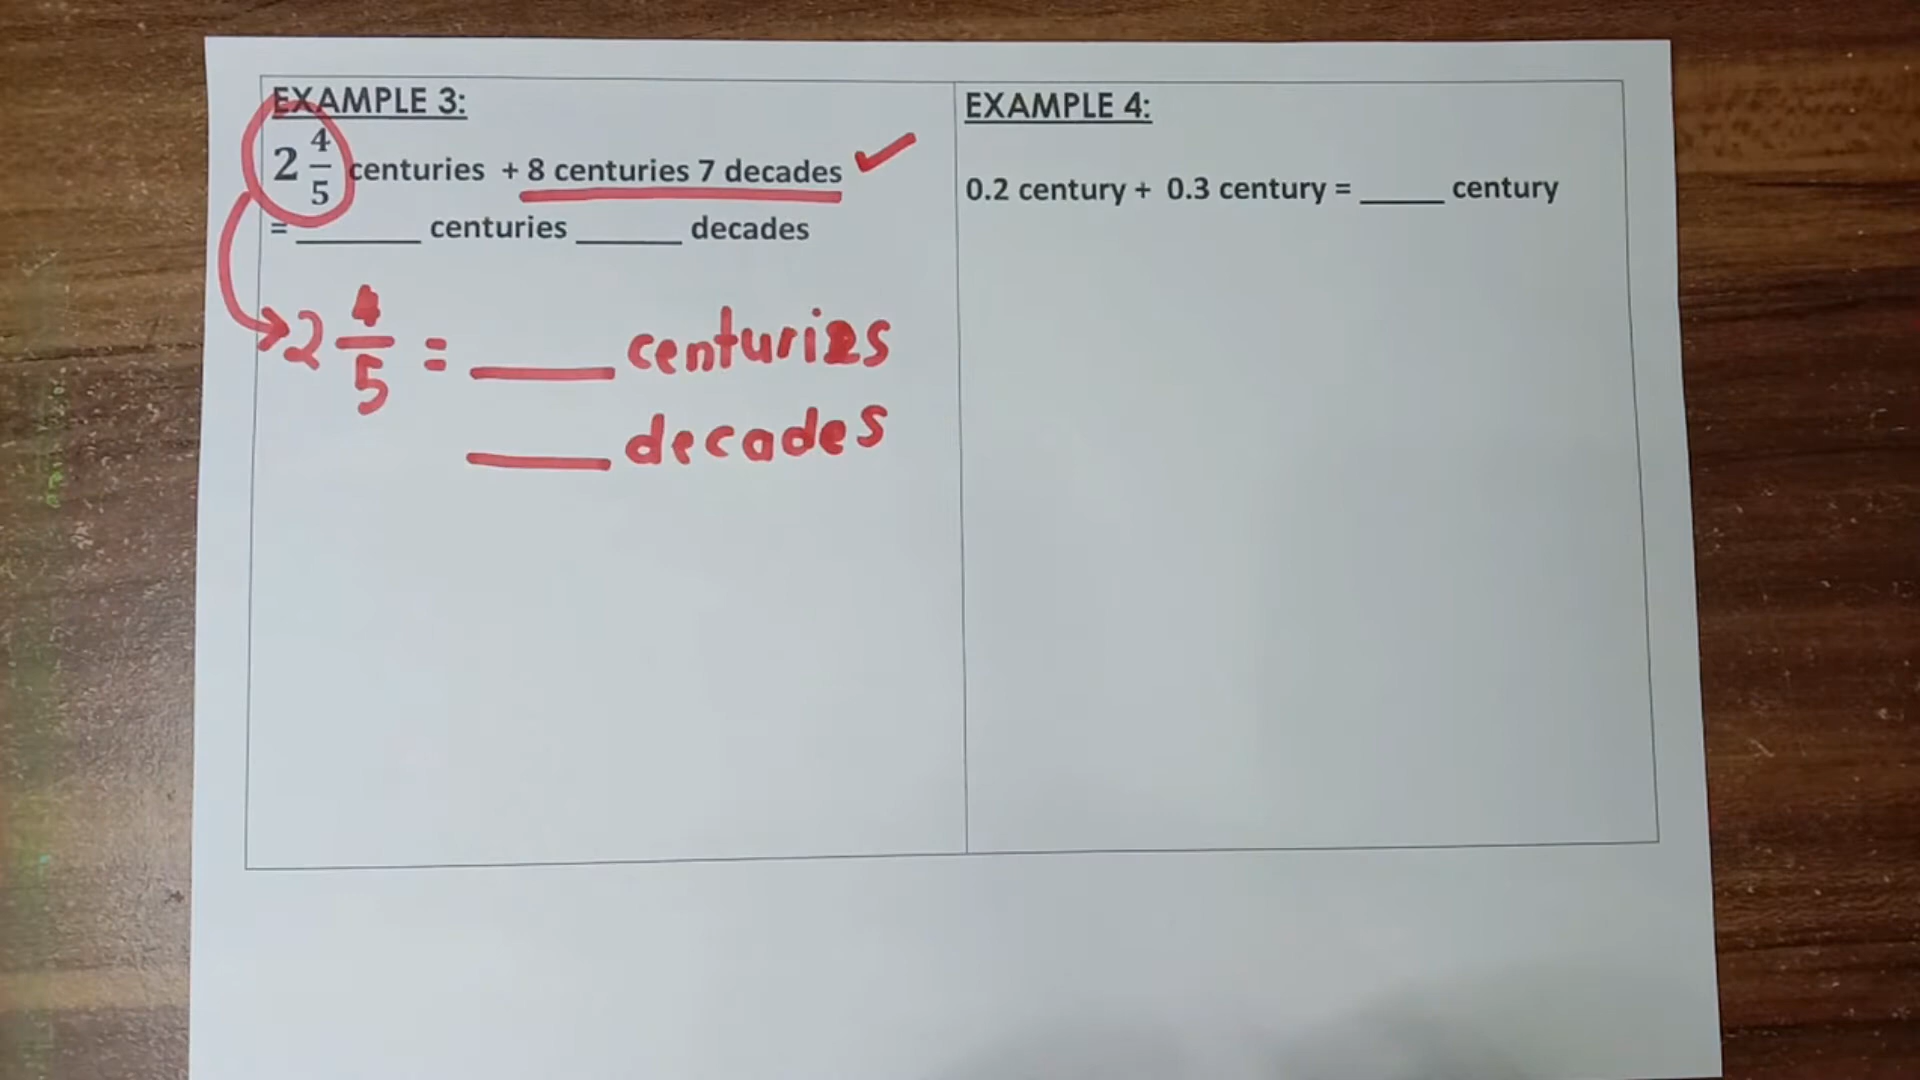 EXAMPLE 3:
2 4/5 centuries + 8 centuries 7 decades ✓
= ______ centuries ______ decades
2 4/5 = ____ centuries
____ decades
EXAMPLE 4:
0.2 century + 0.3 century = _____ century